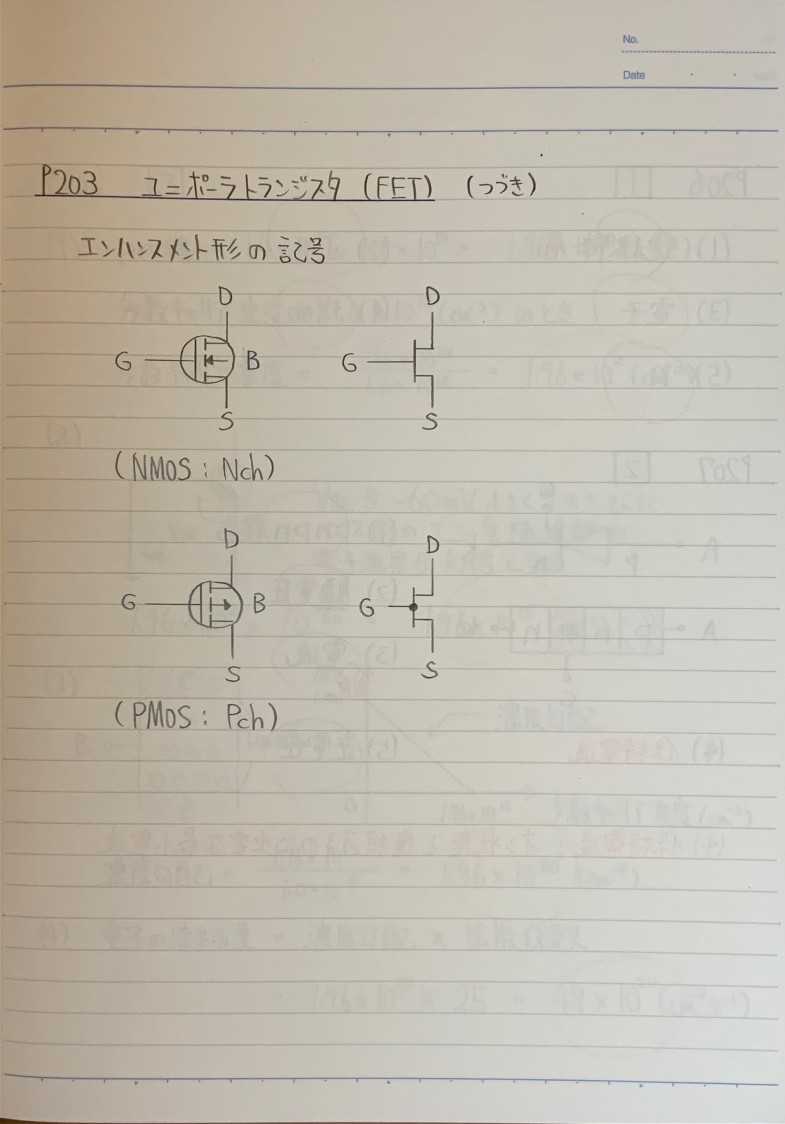 No.
Date
P203 ユニポーラトランジスタ (FET) (つづき)
エンハンスメント形の記号
D D
G B G
S S
(NMOS : Nch)
D D
G B G
S S
(PMOS : Pch)